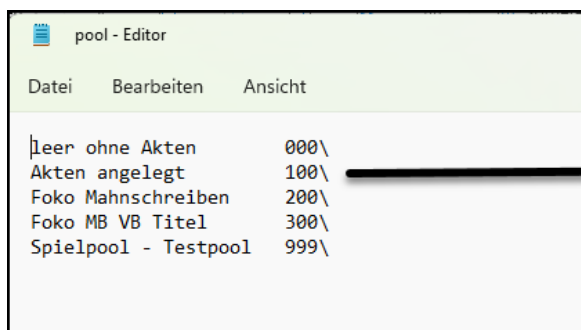 pool - Editor
Datei Bearbeiten Ansicht
leer ohne Akten 000\
Akten angelegt 100\
Foko Mahnschreiben 200\
Foko MB VB Titel 300\
Spielpool - Testpool 999\